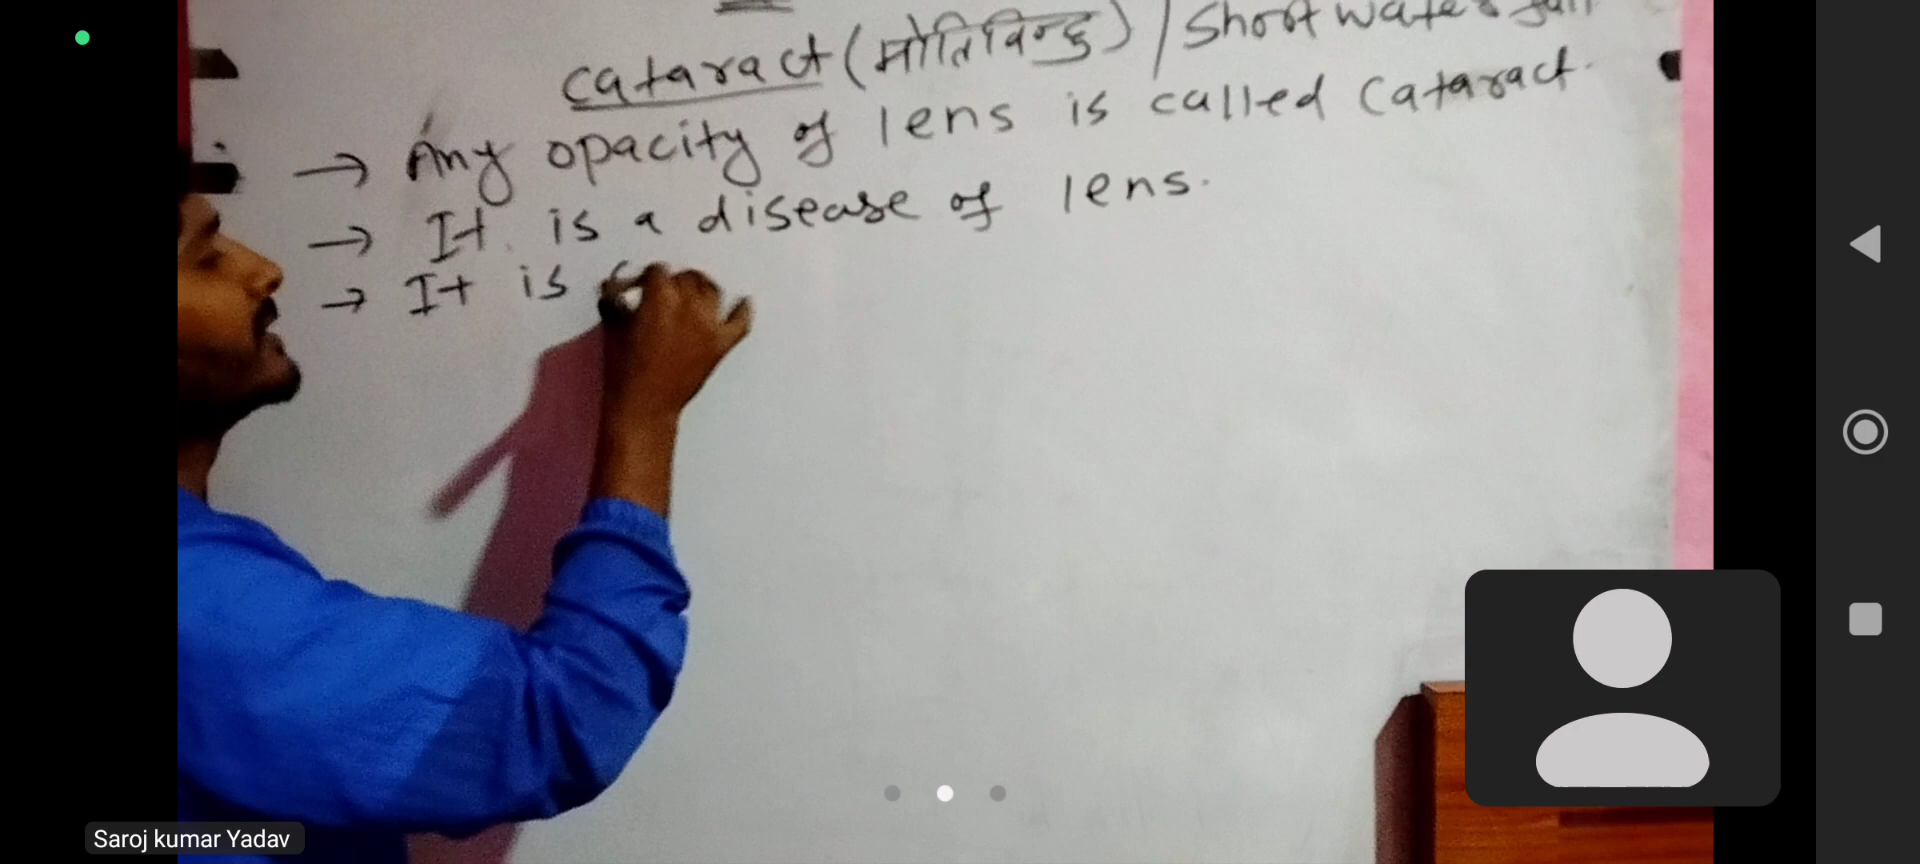 cataract (मोतिविन्दु) / Short water fall
→ Any opacity of lens is called Cataract.
→ It is a disease of lens.
→ It is
Saroj kumar Yadav